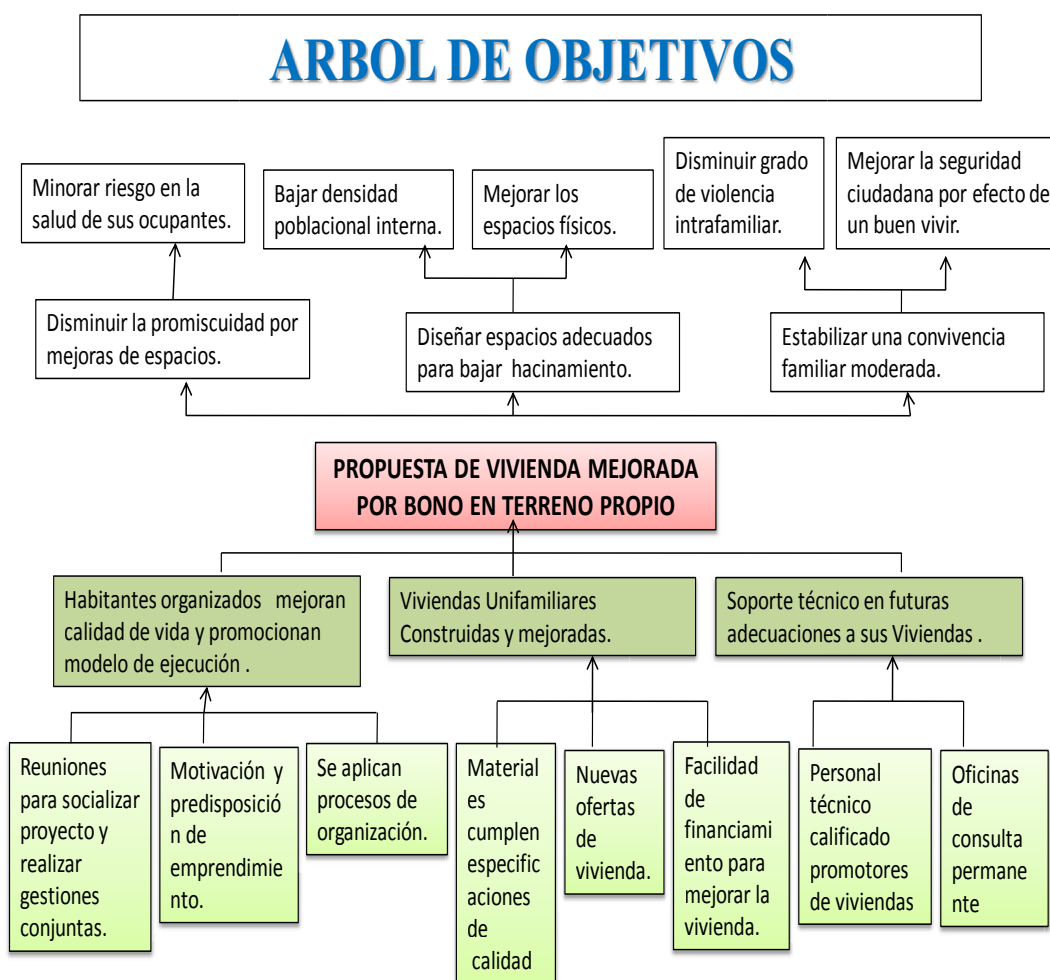 ARBOL DE OBJETIVOS
Minorar riesgo en la
salud de sus ocupantes.
Bajar densidad
poblacional interna.
Mejorar los
espacios físicos.
Disminuir grado
de violencia
intrafamiliar.
Mejorar la seguridad
ciudadana por efecto de
un buen vivir.
Disminuir la promiscuidad por
mejoras de espacios.
Diseñar espacios adecuados
para bajar hacinamiento.
Estabilizar una convivencia
familiar moderada.
PROPUESTA DE VIVIENDA MEJORADA
POR BONO EN TERRENO PROPIO
Habitantes organizados mejoran
calidad de vida y promocionan
modelo de ejecución .
Viviendas Unifamiliares
Construidas y mejoradas.
Soporte técnico en futuras
adecuaciones a sus Viviendas .
Reuniones
para socializar
proyecto y
realizar
gestiones
conjuntas.
Motivación y
predisposició
n de
emprendimie
nto.
Se aplican
procesos de
organización.
Material
es
cumplen
especific
aciones
de
calidad
Nuevas
ofertas
de
vivienda.
Facilidad
de
financiami
ento para
mejorar la
vivienda.
Personal
técnico
calificado
promotores
de viviendas
Oficinas
de
consulta
permane
nte